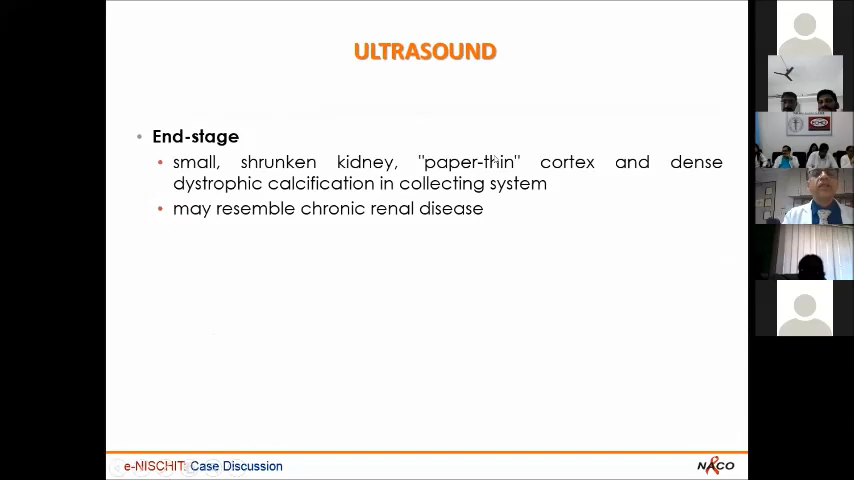 ULTRASOUND
• End-stage
• small, shrunken kidney, "paper-thin" cortex and dense
dystrophic calcification in collecting system
• may resemble chronic renal disease
e-NISCHIT: Case Discussion
NACO